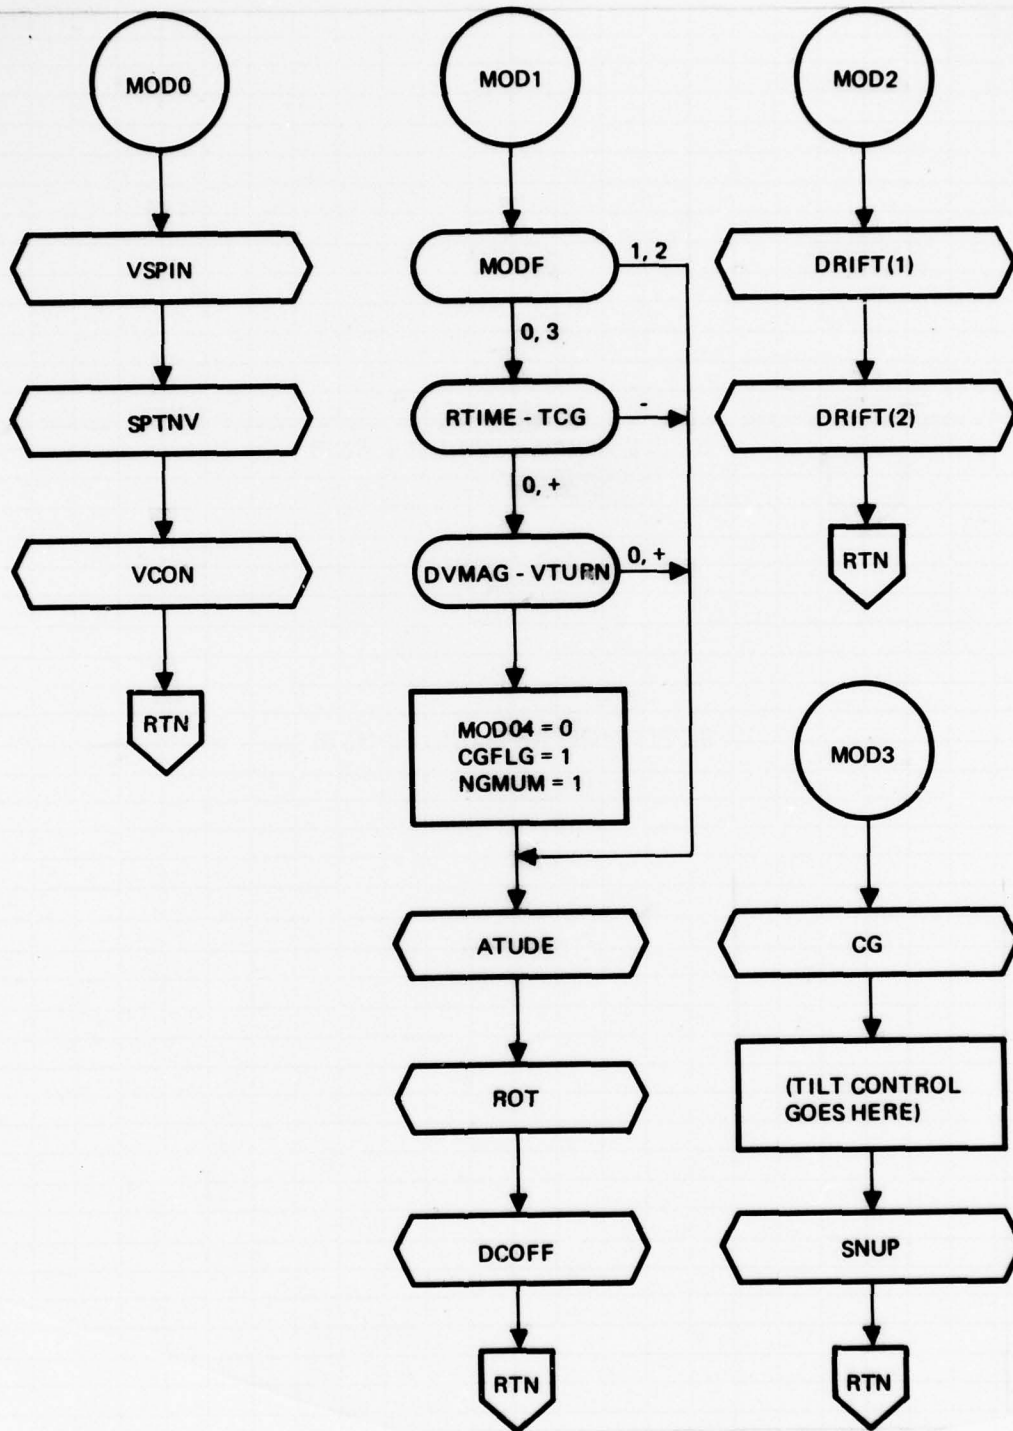 MOD0
VSPIN
SPTNV
VCON
RTN
MOD1
MODF
1, 2
0, 3
RTIME - TCG
-
0, +
DVMAG - VTURN
0, +
MOD04 = 0
CGFLG = 1
NGMUM = 1
ATUDE
ROT
DCOFF
RTN
MOD2
DRIFT(1)
DRIFT(2)
RTN
MOD3
CG
(TILT CONTROL
GOES HERE)
SNUP
RTN